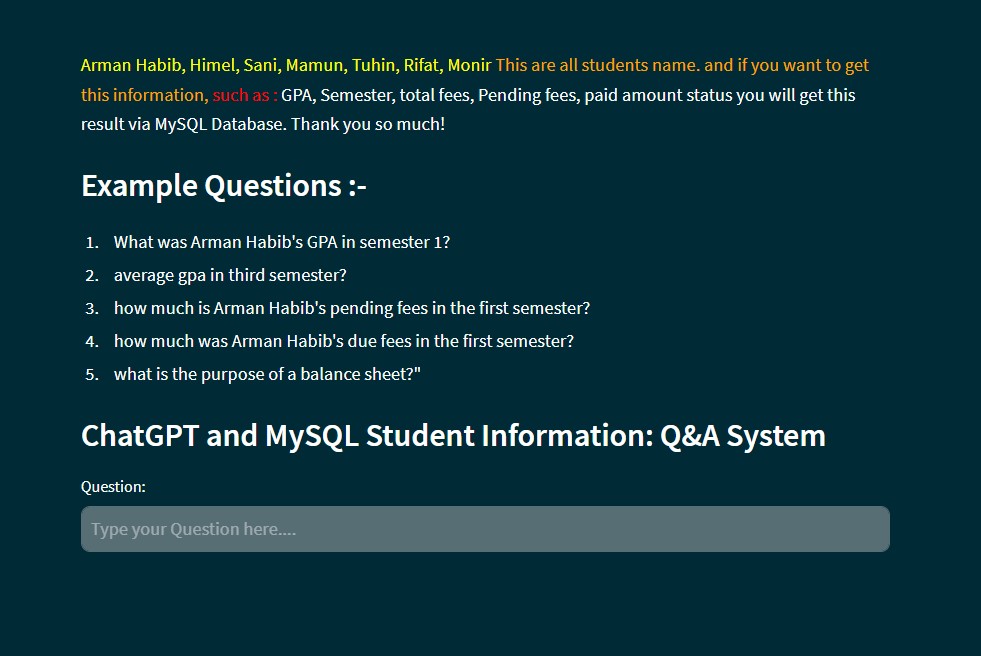 Arman Habib, Himel, Sani, Mamun, Tuhin, Rifat, Monir This are all students name. and if you want to get
this information, such as : GPA, Semester, total fees, Pending fees, paid amount status you will get this
result via MySQL Database. Thank you so much!
Example Questions :-
1. What was Arman Habib's GPA in semester 1?
2. average gpa in third semester?
3. how much is Arman Habib's pending fees in the first semester?
4. how much was Arman Habib's due fees in the first semester?
5. what is the purpose of a balance sheet?"
ChatGPT and MySQL Student Information: Q&A System
Question:
Type your Question here....